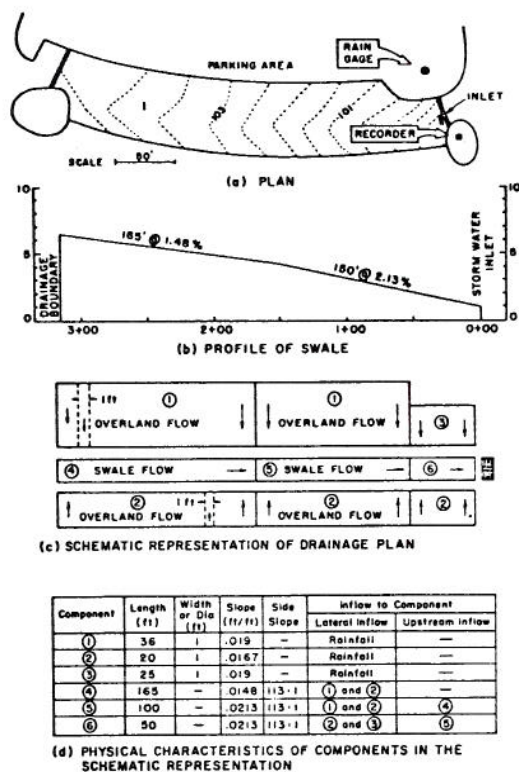 RAIN
GAGE
PARKING AREA
1
103
101
INLET
RECORDER
SCALE 60'
(a) PLAN
10
5
0
DRAINAGE
BOUNDARY
165' @ 1.48 %
150' @ 2.13 %
10
5
0
STORM WATER
INLET
3+00 2+00 1+00 0+00
(b) PROFILE OF SWALE
1 ft
①
OVERLAND FLOW
①
OVERLAND FLOW
③
④ SWALE FLOW
⑤ SWALE FLOW
⑥
② 1 ft
OVERLAND FLOW
②
OVERLAND FLOW
②
(c) SCHEMATIC REPRESENTATION OF DRAINAGE PLAN
Component Length (ft) Width or Dia (ft) Slope (ft/ft) Side Slope Inflow to Component
Lateral Inflow Upstream Inflow
① 36 1 .019 — Rainfall —
② 20 1 .0167 — Rainfall —
③ 25 1 .019 — Rainfall —
④ 165 — .0148 113:1 ① and ② —
⑤ 100 — .0213 113:1 ① and ② ④
⑥ 50 — .0213 113:1 ② and ③ ⑤
(d) PHYSICAL CHARACTERISTICS OF COMPONENTS IN THE
SCHEMATIC REPRESENTATION